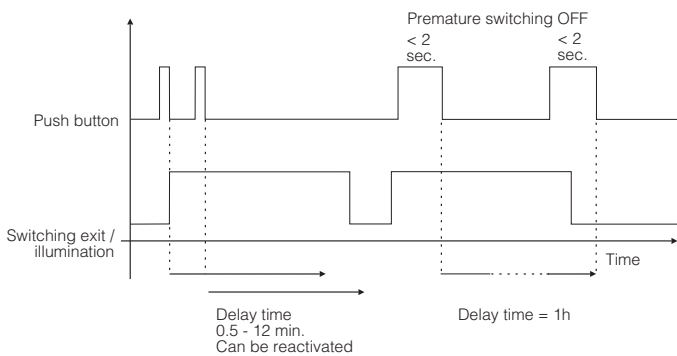 Premature switching OFF
< 2
sec.
< 2
sec.
Push button
Switching exit /
illumination
Time
Delay time
0.5 - 12 min.
Can be reactivated
Delay time = 1h